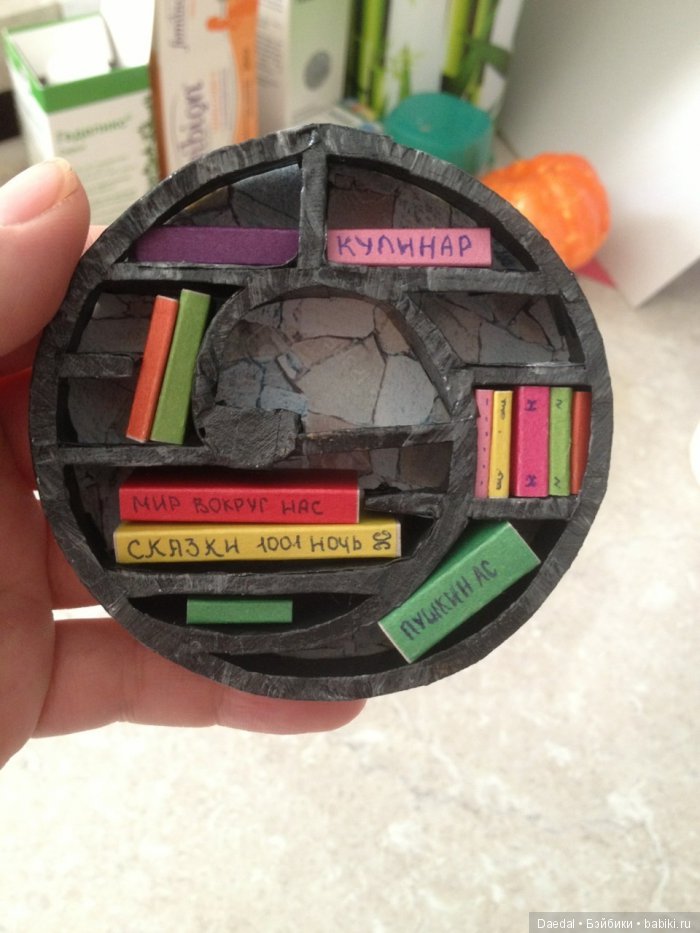 КУЛИНАР
МИР ВОКРУГ НАС
СКАЗКИ 1001 НОЧЬ
ПУШКИН АС
Daedal • Бэйбики • babiki.ru